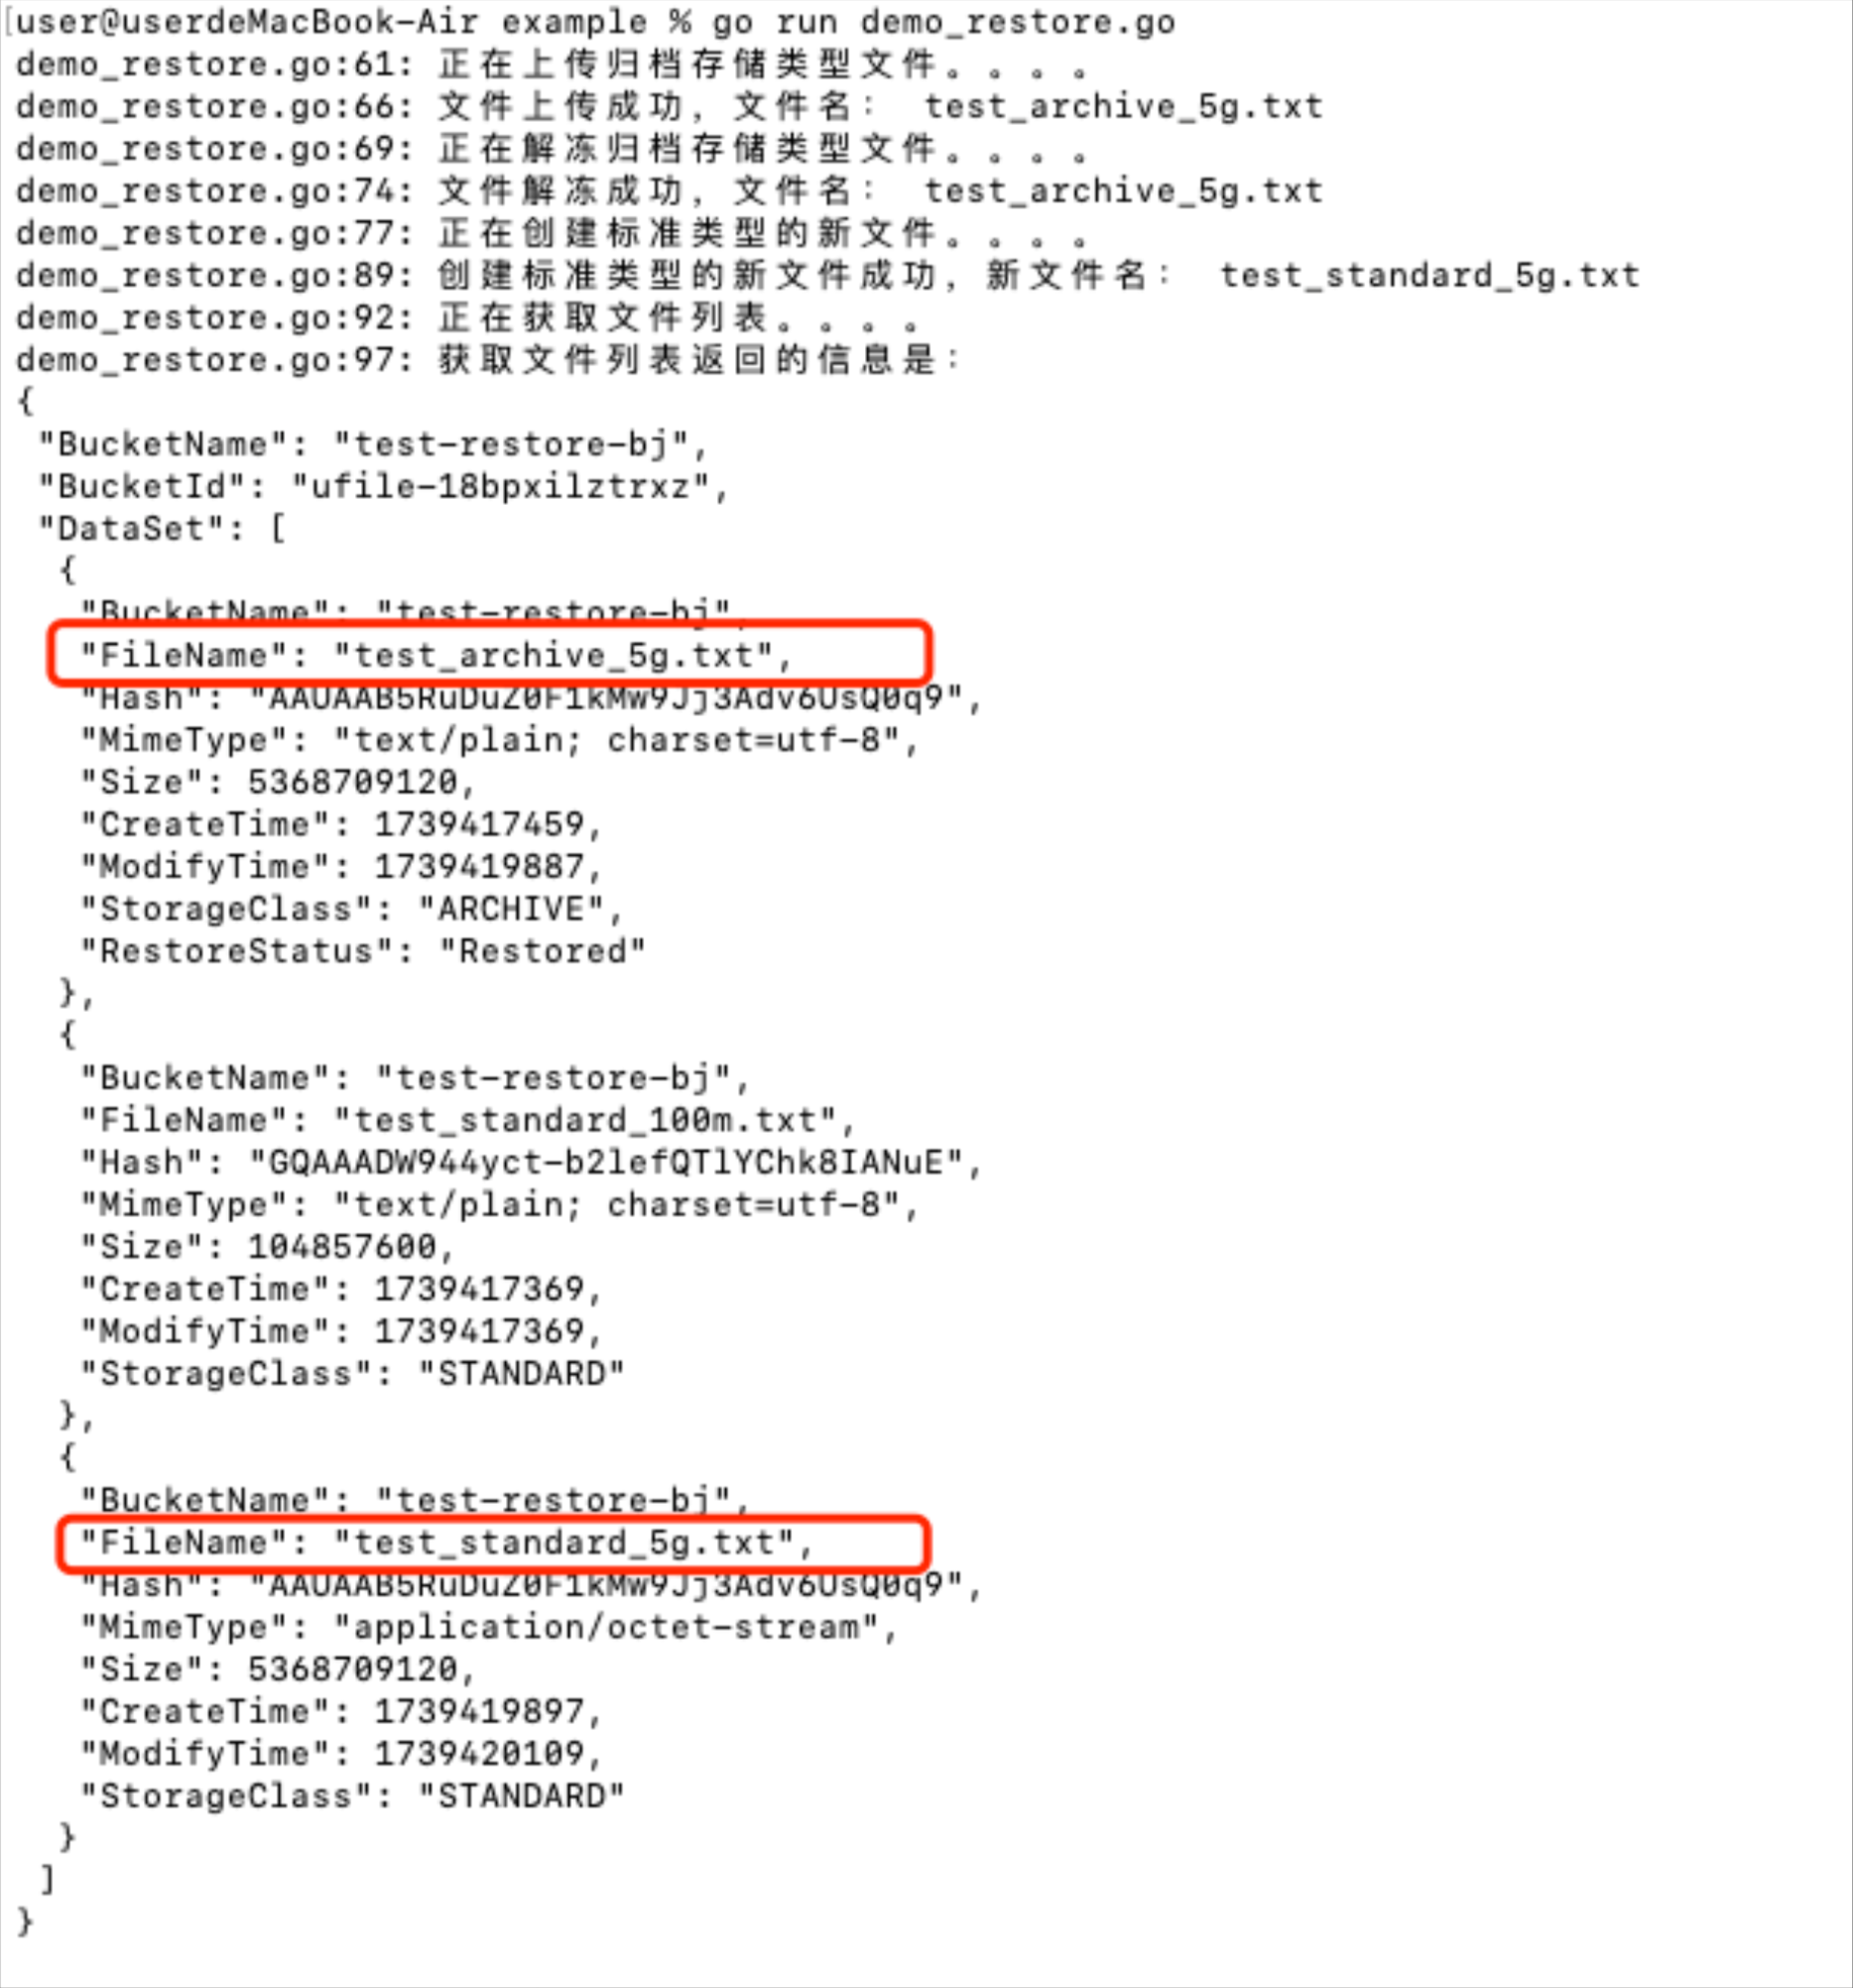 user@userdeMacBook-Air example % go run demo_restore.go
demo_restore.go:61: 正在上传归档存储类型文件。。。。
demo_restore.go:66: 文件上传成功, 文件名: test_archive_5g.txt
demo_restore.go:69: 正在解冻归档存储类型文件。。。。
demo_restore.go:74: 文件解冻成功, 文件名: test_archive_5g.txt
demo_restore.go:77: 正在创建标准类型的新文件。。。。
demo_restore.go:89: 创建标准类型的新文件成功, 新文件名: test_standard_5g.txt
demo_restore.go:92: 正在获取文件列表。。。。
demo_restore.go:97: 获取文件列表返回的信息是:
{
 "BucketName": "test-restore-bj",
 "BucketId": "ufile-18bpxilztrxz",
 "DataSet": [
  {
   "BucketName": "test-restore-bj",
   "FileName": "test_archive_5g.txt",
   "Hash": "AAUAAB5RuDuZ0F1kMw9Jj3Adv6UsQ0q9",
   "MimeType": "text/plain; charset=utf-8",
   "Size": 5368709120,
   "CreateTime": 1739417459,
   "ModifyTime": 1739419887,
   "StorageClass": "ARCHIVE",
   "RestoreStatus": "Restored"
  },
  {
   "BucketName": "test-restore-bj",
   "FileName": "test_standard_100m.txt",
   "Hash": "GQAAADW944yct-b2lefQTlYChk8IANuE",
   "MimeType": "text/plain; charset=utf-8",
   "Size": 104857600,
   "CreateTime": 1739417369,
   "ModifyTime": 1739417369,
   "StorageClass": "STANDARD"
  },
  {
   "BucketName": "test-restore-bj",
   "FileName": "test_standard_5g.txt",
   "Hash": "AAUAAB5RuDuZ0F1kMw9Jj3Adv6UsQ0q9",
   "MimeType": "application/octet-stream",
   "Size": 5368709120,
   "CreateTime": 1739419897,
   "ModifyTime": 1739420109,
   "StorageClass": "STANDARD"
  }
 ]
}